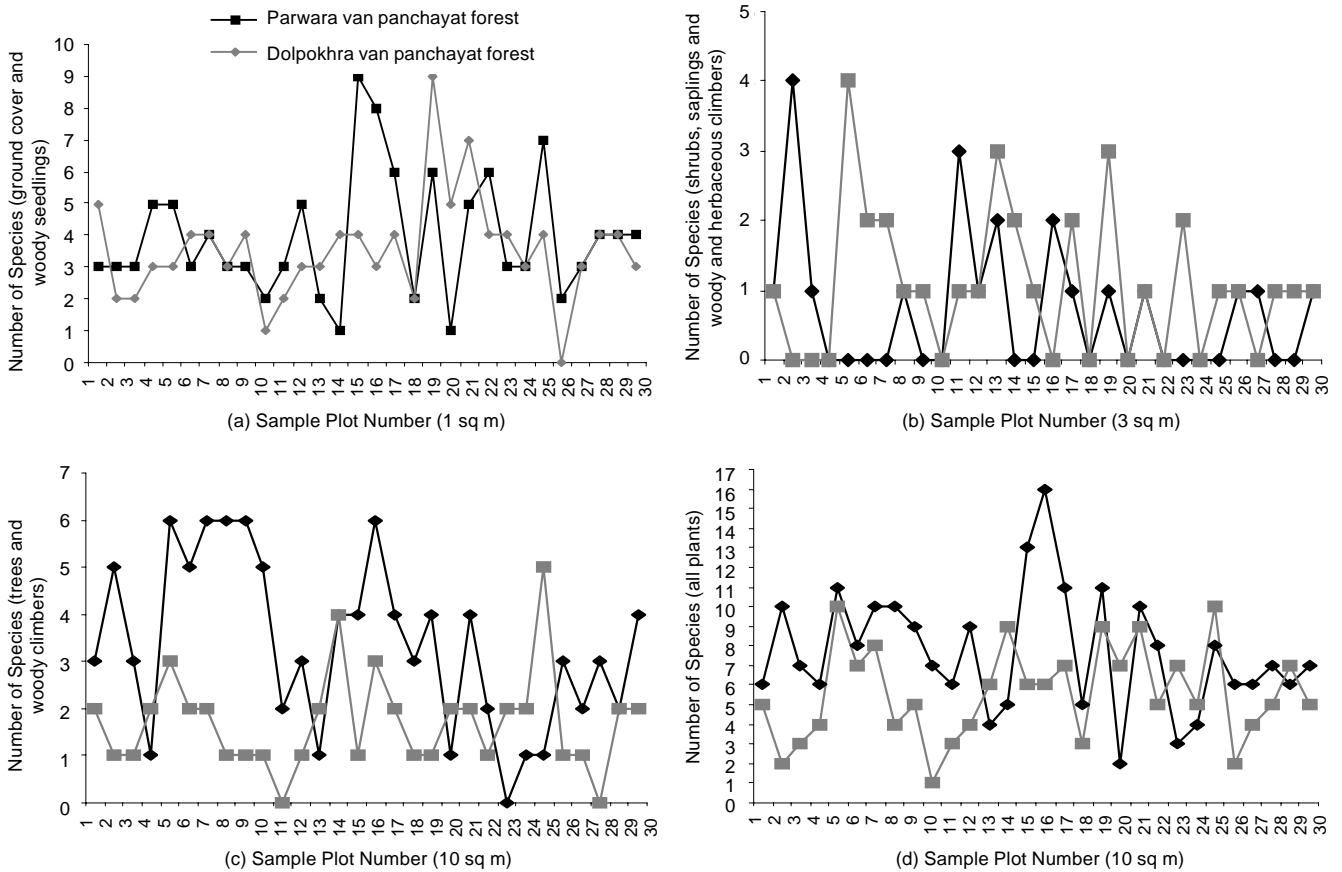 Parwara van panchayat forest
Dolpokhra van panchayat forest
Number of Species (ground cover and
woody seedlings)
10
9
8
7
6
5
4
3
2
1
0
1 2 3 4 5 6 7 8 9 10 11 12 13 14 15 16 17 18 19 20 21 22 23 24 25 26 27 28 29 30
(a) Sample Plot Number (1 sq m)
Number of Species (shrubs, saplings and
woody and herbaceous climbers)
5
4
3
2
1
0
1 2 3 4 5 6 7 8 9 10 11 12 13 14 15 16 17 18 19 20 21 22 23 24 25 26 27 28 29 30
(b) Sample Plot Number (3 sq m)
Number of Species (trees and
woody climbers)
7
6
5
4
3
2
1
0
1 2 3 4 5 6 7 8 9 10 11 12 13 14 15 16 17 18 19 20 21 22 23 24 25 26 27 28 29 30
(c) Sample Plot Number (10 sq m)
Number of Species (all plants)
17
16
15
14
13
12
11
10
9
8
7
6
5
4
3
2
1
0
1 2 3 4 5 6 7 8 9 10 11 12 13 14 15 16 17 18 19 20 21 22 23 24 25 26 27 28 29 30
(d) Sample Plot Number (10 sq m)